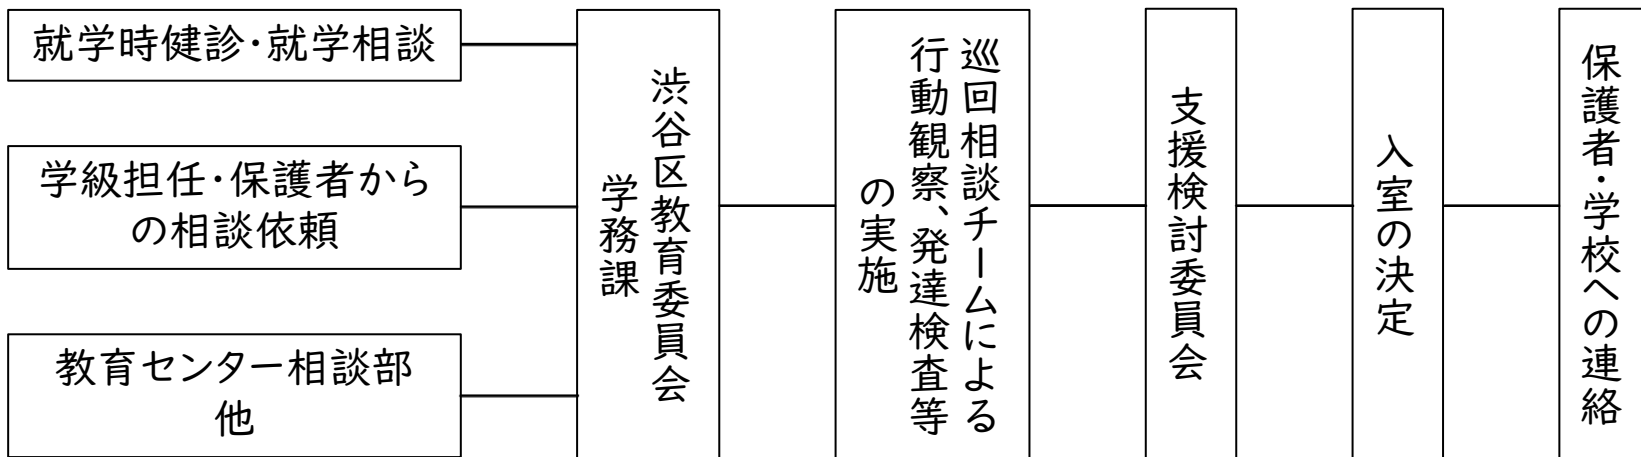 就学時健診・就学相談
学級担任・保護者から
の相談依頼
教育センター相談部
他
渋谷区教育委員会
学務課
巡回相談チームによる
行動観察、発達検査等
の実施
支援検討委員会
入室の決定
保護者・学校への連絡